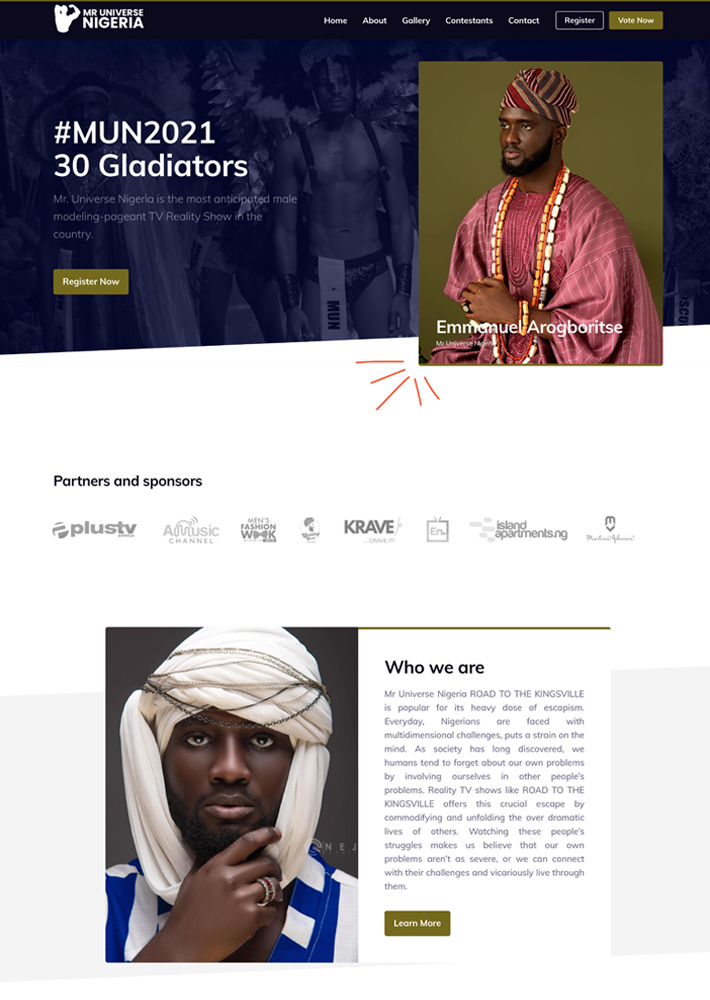 MR UNIVERSE
NIGERIA
Home About Gallery Contestants Contact Register Vote Now
#MUN2021
30 Gladiators
Mr. Universe Nigeria is the most anticipated male
modeling-pageant TV Reality Show in the
country.
Register Now
MUN
Emmanuel Arogboritse
Mr Universe Nigeria
Partners and sponsors
plustv
AFRICA
AMusic
CHANNEL
MEN'S
FASHION
WEEK
KRAVE
En.
island
apartments.ng
Who we are
Mr Universe Nigeria ROAD TO THE KINGSVILLE
is popular for its heavy dose of escapism.
Everyday, Nigerians are faced with
multidimensional challenges, puts a strain on the
mind. As society has long discovered, we
humans tend to forget about our own problems
by involving ourselves in other people's
problems. Reality TV shows like ROAD TO THE
KINGSVILLE offers this crucial escape by
commodifying and unfolding the over dramatic
lives of others. Watching these people's
struggles makes us believe that our own
problems aren't as severe, or we can connect
with their challenges and vicariously live through
them.
NEJ
Learn More